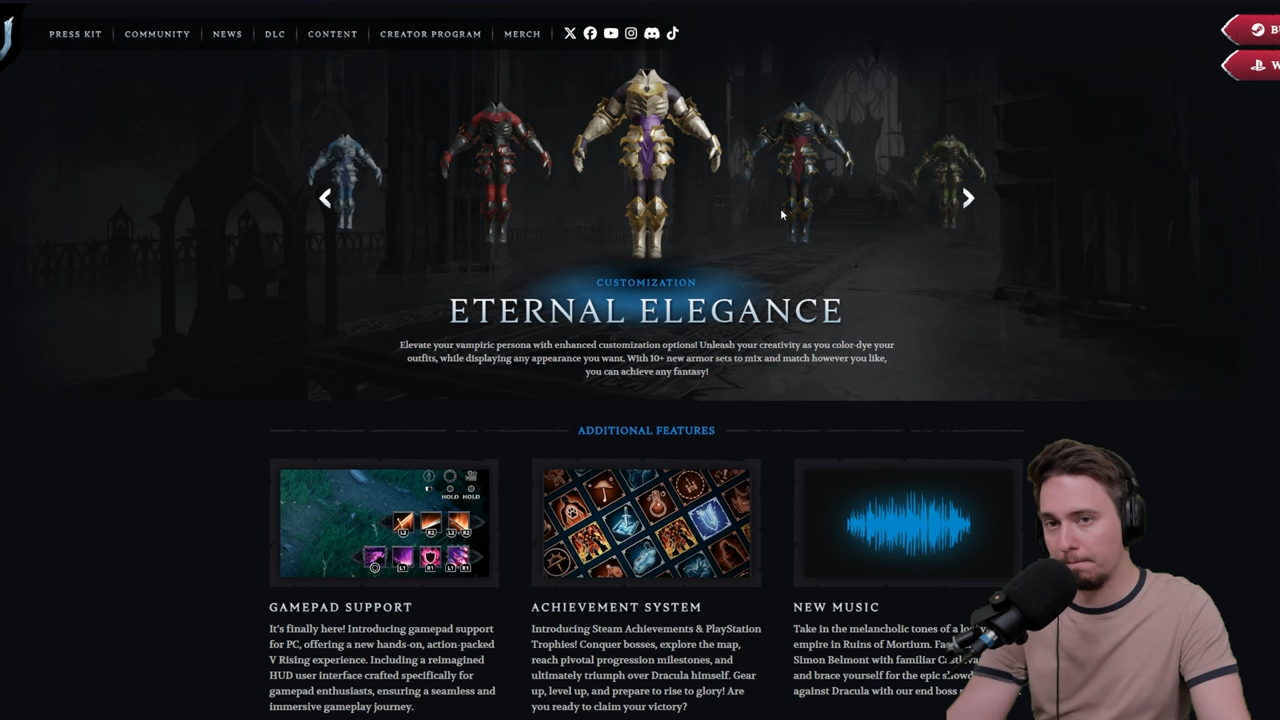 PRESS KIT
COMMUNITY
NEWS
DLC
CONTENT
CREATOR PROGRAM
MERCH
CUSTOMIZATION
ETERNAL ELEGANCE
Elevate your vampiric persona with enhanced customization options! Unleash your creativity as you color-dye your
outfits, while displaying any appearance you want. With 10+ new armor sets to mix and match however you like,
you can achieve any fantasy!
ADDITIONAL FEATURES
HOLD HOLD
L2 R2 L2 R2
L1 R1 L1 R1
GAMEPAD SUPPORT
It's finally here! Introducing gamepad support
for PC, offering a new hands-on, action-packed
V Rising experience. Including a reimagined
HUD user interface crafted specifically for
gamepad enthusiasts, ensuring a seamless and
immersive gameplay journey.
ACHIEVEMENT SYSTEM
Introducing Steam Achievements & PlayStation
Trophies! Conquer bosses, explore the map,
reach pivotal progression milestones, and
ultimately triumph over Dracula himself. Gear
up, level up, and prepare to rise to glory! Are
you ready to claim your victory?
NEW MUSIC
Take in the melancholic tones of a
empire in Ruins of Mortium.
Simon Belmont with familiar
and brace yourself for the epic
against Dracula with our end boss